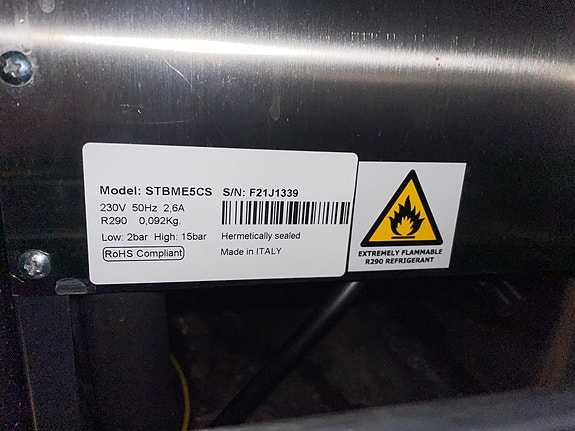 Model: STBME5CS S/N: F21J1339
230V 50Hz 2,6A
R290 0,092Kg.
Low: 2bar High: 15bar Hermetically sealed
RoHS Compliant Made in ITALY
EXTREMELY FLAMMABLE
R290 REFRIGERANT